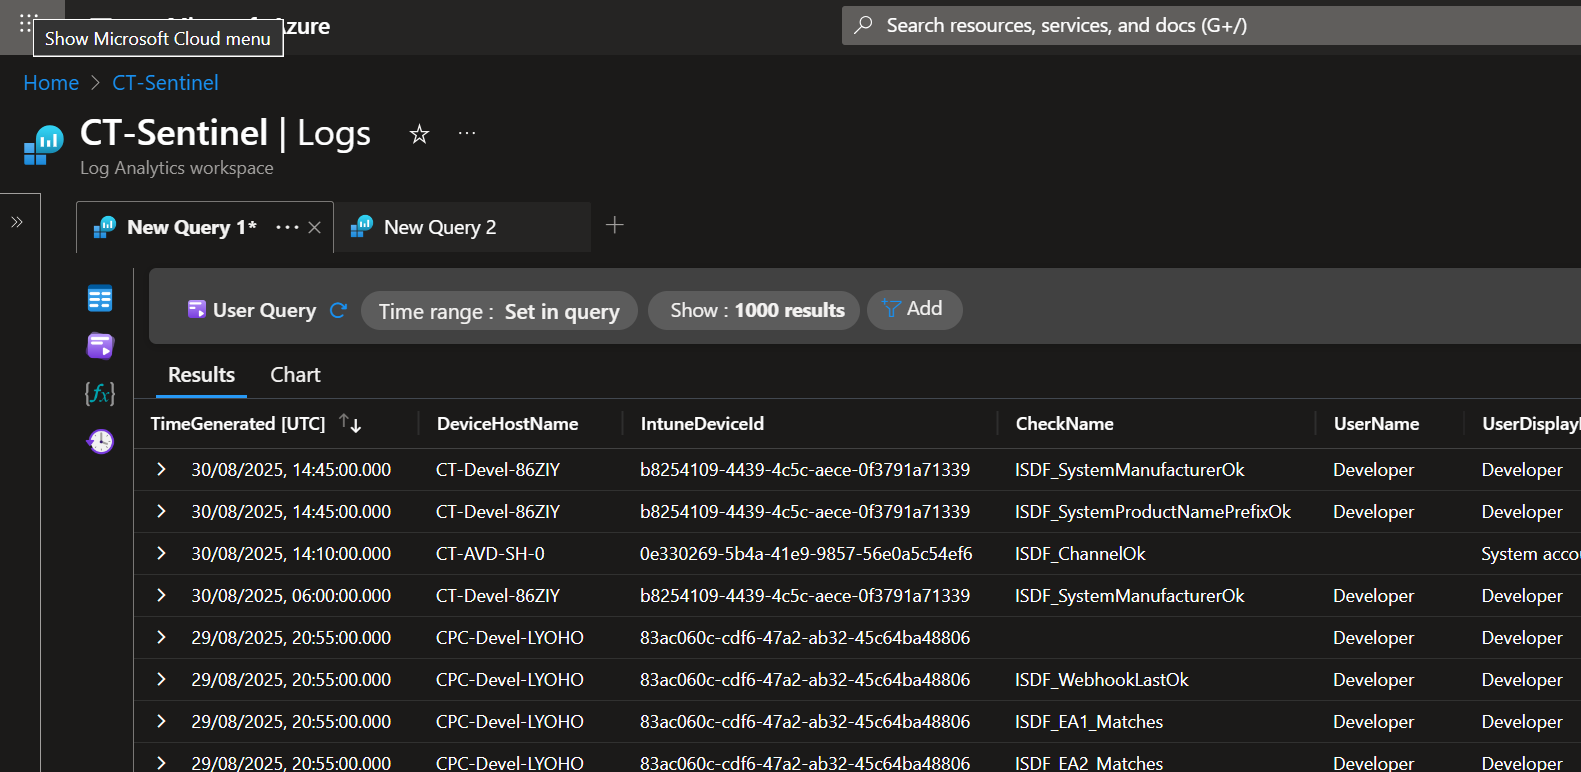 Azure
Show Microsoft Cloud menu
Search resources, services, and docs (G+/)
Home > CT-Sentinel
CT-Sentinel | Logs
Log Analytics workspace
New Query 1*
New Query 2
User Query
Time range : Set in query
Show : 1000 results
Add
Results
Chart
TimeGenerated [UTC] DeviceHostName IntuneDeviceId CheckName UserName UserDisplay
30/08/2025, 14:45:00.000 CT-Devel-86ZIY b8254109-4439-4c5c-aece-0f3791a71339 ISDF_SystemManufacturerOk Developer Developer
30/08/2025, 14:45:00.000 CT-Devel-86ZIY b8254109-4439-4c5c-aece-0f3791a71339 ISDF_SystemProductNamePrefixOk Developer Developer
30/08/2025, 14:10:00.000 CT-AVD-SH-0 0e330269-5b4a-41e9-9857-56e0a5c54ef6 ISDF_ChannelOk System acco
30/08/2025, 06:00:00.000 CT-Devel-86ZIY b8254109-4439-4c5c-aece-0f3791a71339 ISDF_SystemManufacturerOk Developer Developer
29/08/2025, 20:55:00.000 CPC-Devel-LYOHO 83ac060c-cdf6-47a2-ab32-45c64ba48806 Developer Developer
29/08/2025, 20:55:00.000 CPC-Devel-LYOHO 83ac060c-cdf6-47a2-ab32-45c64ba48806 ISDF_WebhookLastOk Developer Developer
29/08/2025, 20:55:00.000 CPC-Devel-LYOHO 83ac060c-cdf6-47a2-ab32-45c64ba48806 ISDF_EA1_Matches Developer Developer
29/08/2025, 20:55:00.000 CPC-Devel-LYOHO 83ac060c-cdf6-47a2-ab32-45c64ba48806 ISDF_EA2_Matches Developer Developer